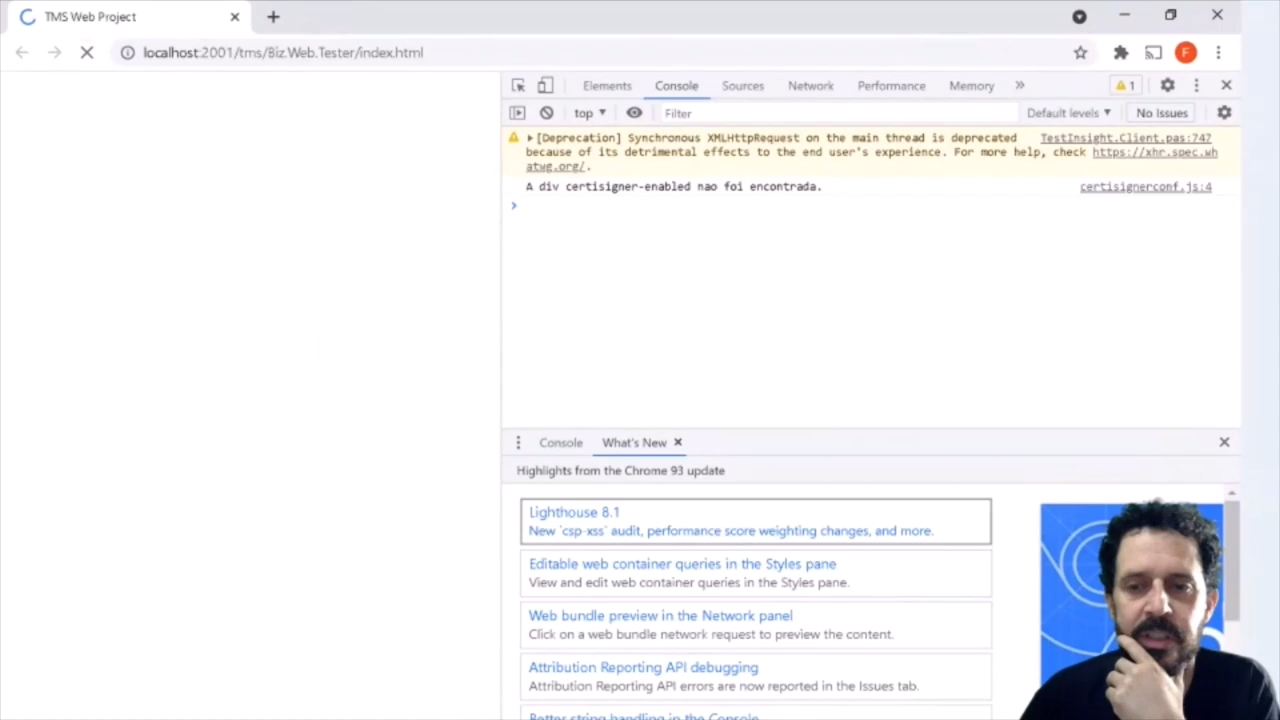 TMS Web Project
localhost:2001/tms/Biz.Web.Tester/index.html
F
Elements Console Sources Network Performance Memory 1
top Filter Default levels No Issues
[Deprecation] Synchronous XMLHttpRequest on the main thread is deprecated TestInsight.Client.pas:747
because of its detrimental effects to the end user's experience. For more help, check https://xhr.spec.wh
atwg.org/.
A div certisigner-enabled nao foi encontrada. certisignerconf.js:4
Console What's New
Highlights from the Chrome 93 update
Lighthouse 8.1
New `csp-xss` audit, performance score weighting changes, and more.
Editable web container queries in the Styles pane
View and edit web container queries in the Styles pane.
Web bundle preview in the Network panel
Click on a web bundle network request to preview the content.
Attribution Reporting API debugging
Attribution Reporting API errors are now reported in the Issues tab.
Better string handling in the Console